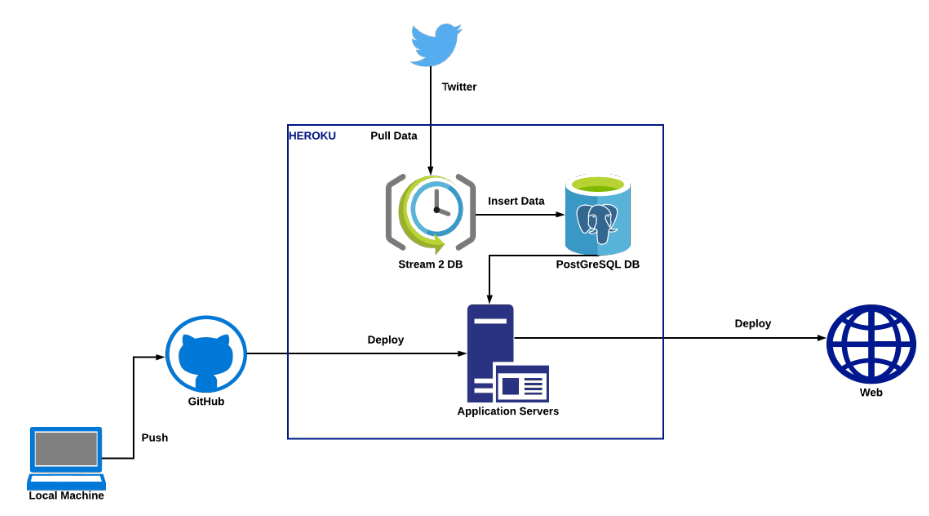 Twitter
HEROKU
Pull Data
Insert Data
Stream 2 DB
PostGreSQL DB
Deploy
Deploy
GitHub
Application Servers
Web
Push
Local Machine